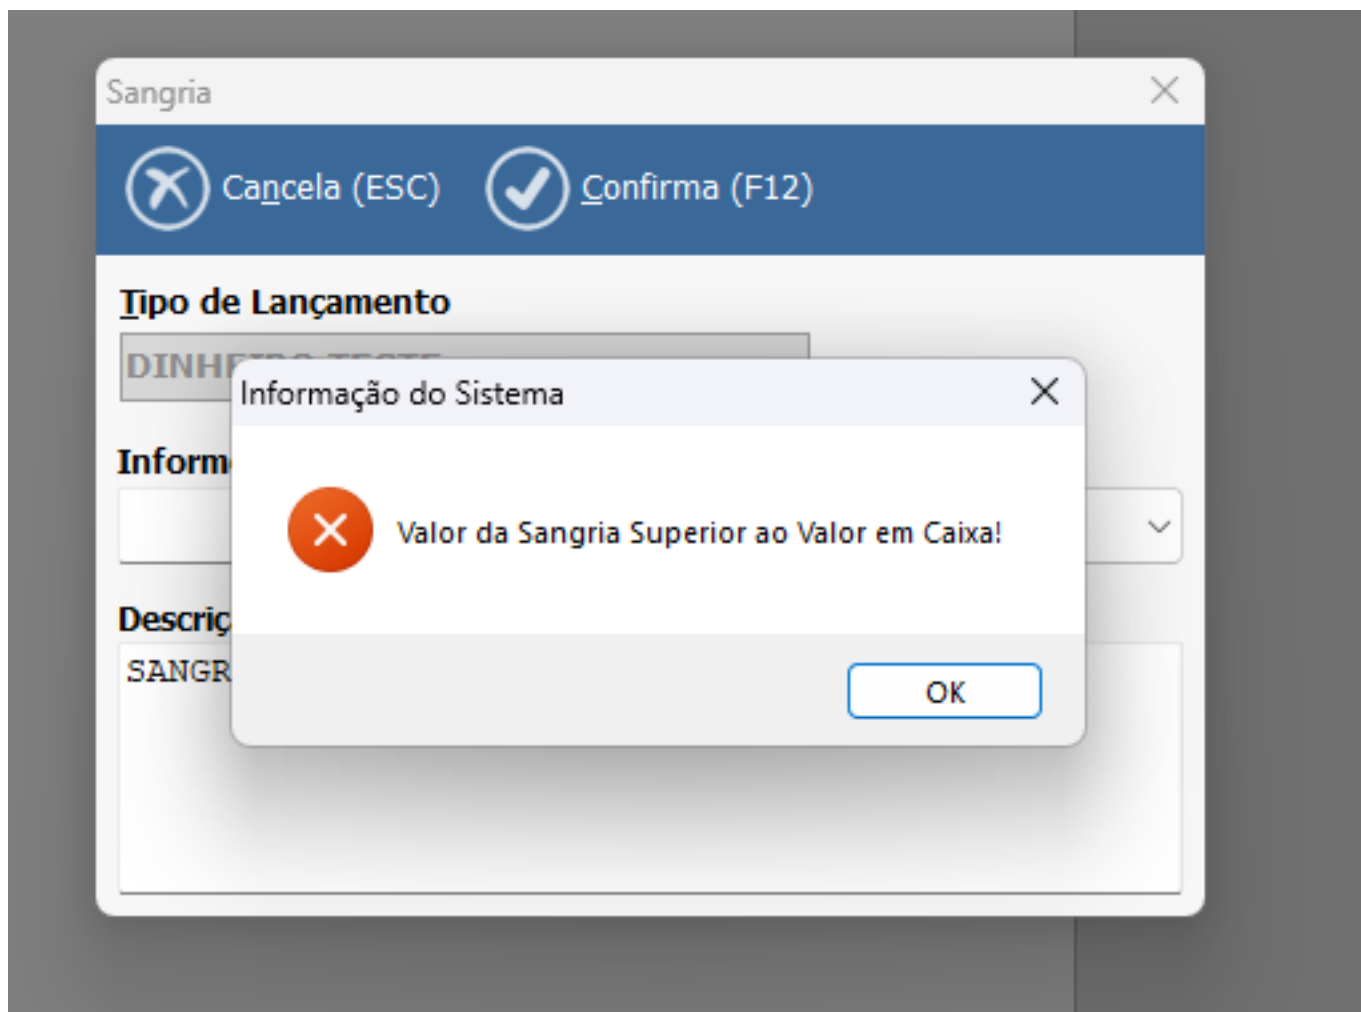 Sangria
Cancela (ESC) Confirma (F12)
Tipo de Lançamento
Informação do Sistema
Valor da Sangria Superior ao Valor em Caixa!
OK